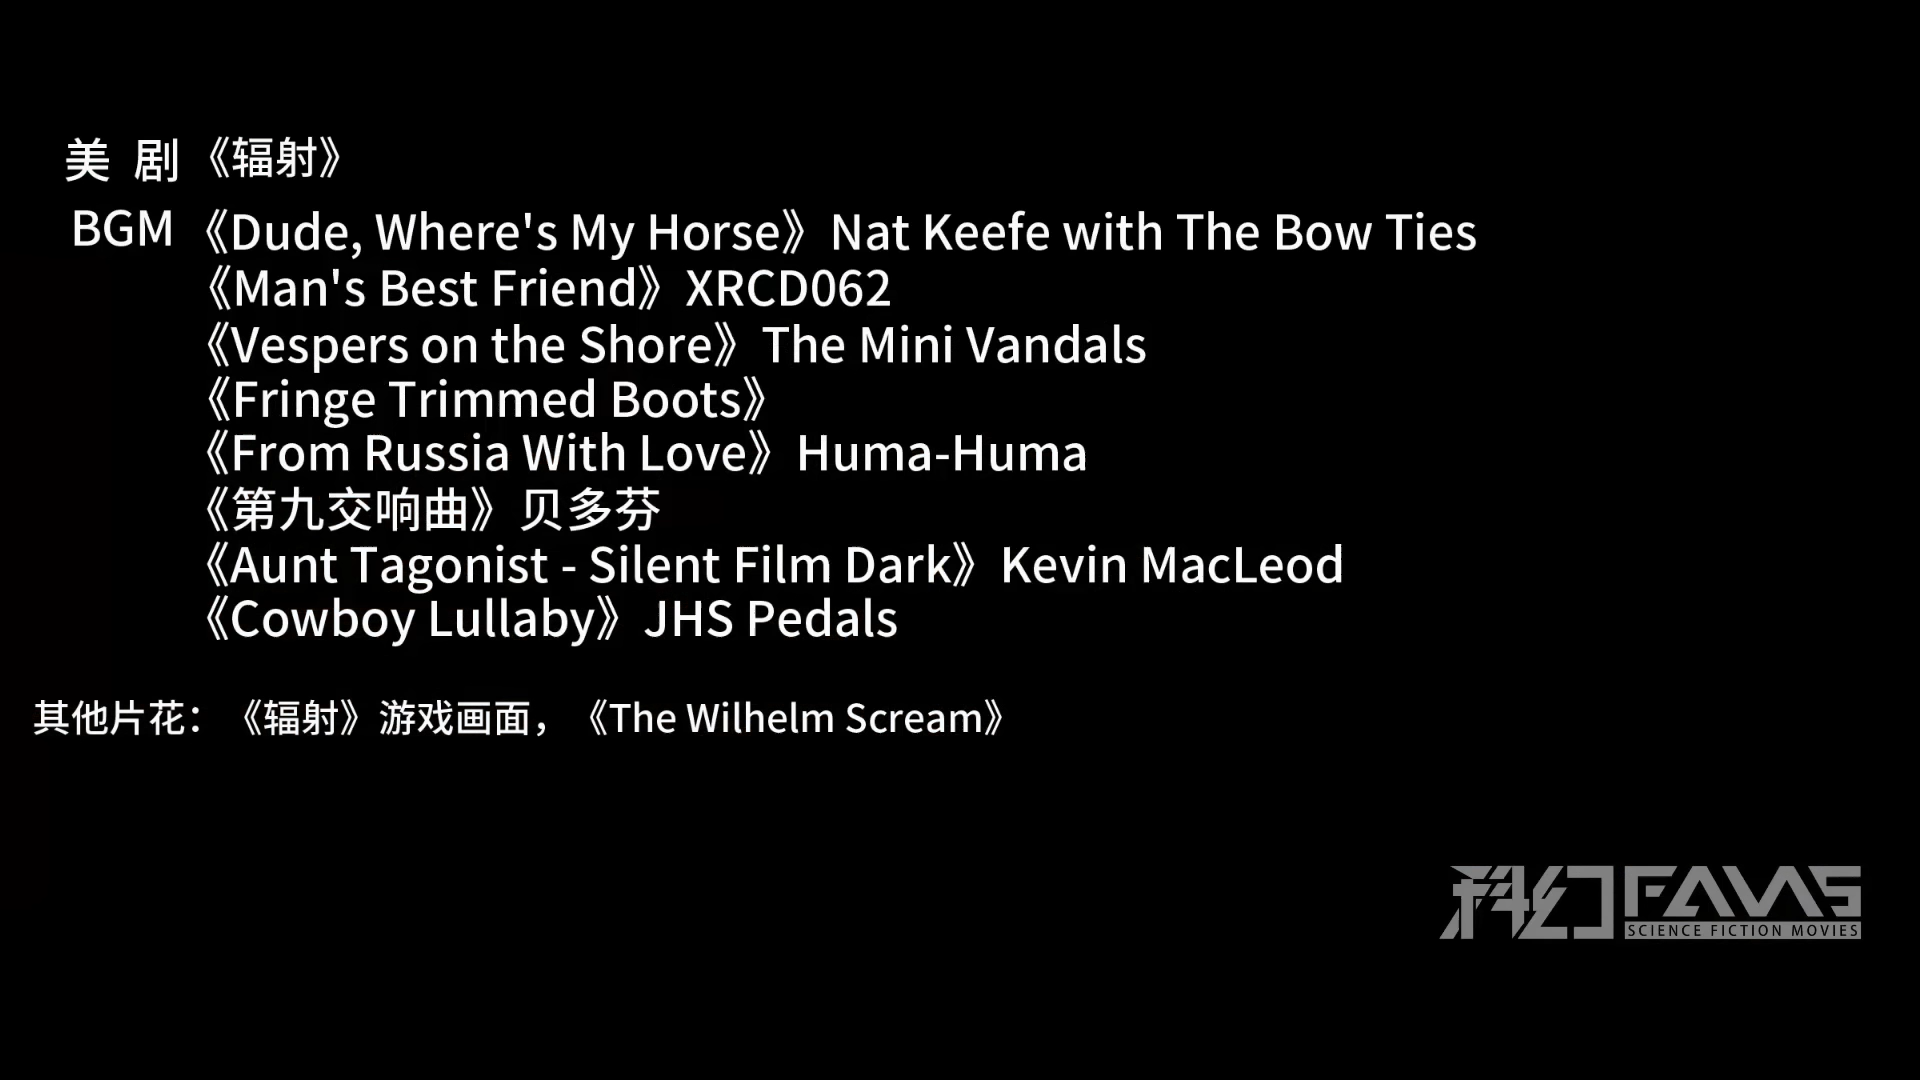 美 剧 《辐射》
BGM 《Dude, Where's My Horse》Nat Keefe with The Bow Ties
《Man's Best Friend》XRCD062
《Vespers on the Shore》The Mini Vandals
《Fringe Trimmed Boots》
《From Russia With Love》Huma-Huma
《第九交响曲》贝多芬
《Aunt Tagonist - Silent Film Dark》Kevin MacLeod
《Cowboy Lullaby》JHS Pedals
其他片花：《辐射》游戏画面，《The Wilhelm Scream》
科幻FANS
SCIENCE FICTION MOVIES